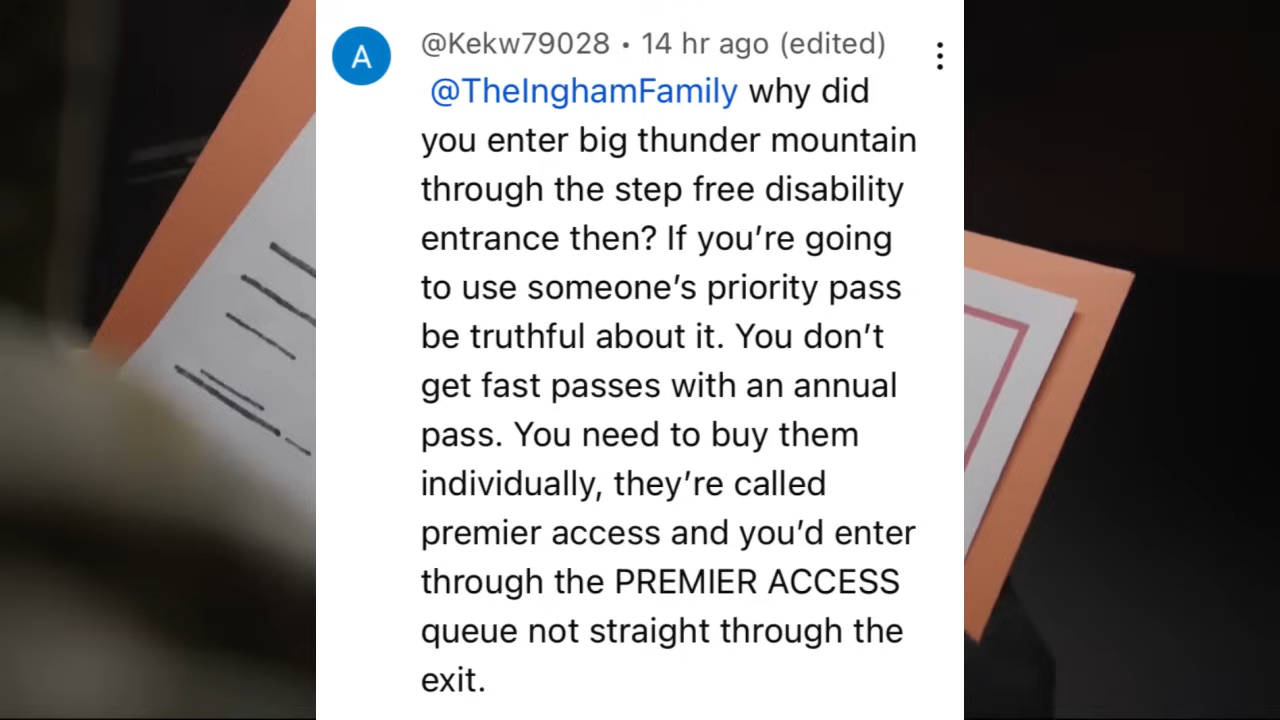 A
@Kekw79028 • 14 hr ago (edited)
@TheInghamFamily why did
you enter big thunder mountain
through the step free disability
entrance then? If you’re going
to use someone’s priority pass
be truthful about it. You don’t
get fast passes with an annual
pass. You need to buy them
individually, they’re called
premier access and you’d enter
through the PREMIER ACCESS
queue not straight through the
exit.